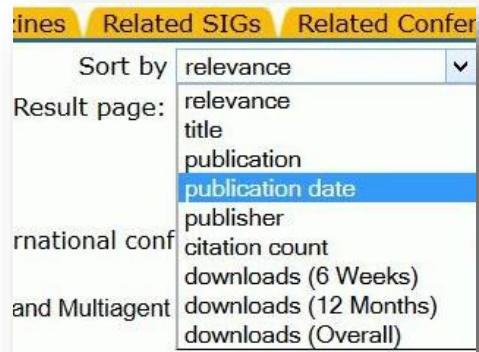 zines Related SIGs Related Confer
Sort by relevance
Result page: relevance
title
publication
publication date
publisher
rnational conf citation count
downloads (6 Weeks)
and Multiagent downloads (12 Months)
downloads (Overall)